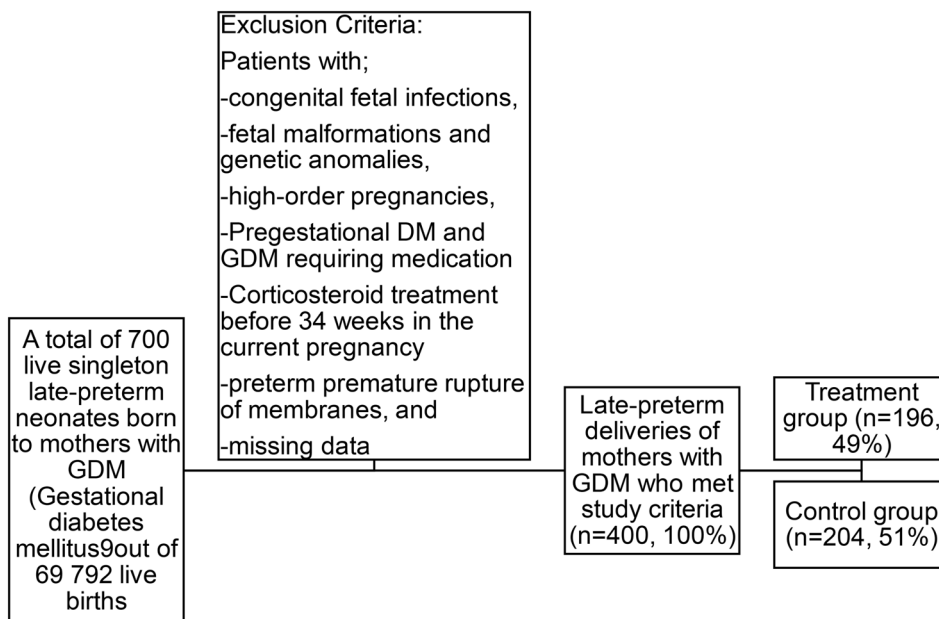 A total of 700
live singleton
late-preterm
neonates born
to mothers with
GDM
(Gestational
diabetes
mellitus9out of
69 792 live
births
Exclusion Criteria:
Patients with;
-congenital fetal infections,
-fetal malformations and
genetic anomalies,
-high-order pregnancies,
-Pregestational DM and
GDM requiring medication
-Corticosteroid treatment
before 34 weeks in the
current pregnancy
-preterm premature rupture
of membranes, and
-missing data
Late-preterm
deliveries of
mothers with
GDM who met
study criteria
(n=400, 100%)
Treatment
group (n=196,
49%)
Control group
(n=204, 51%)